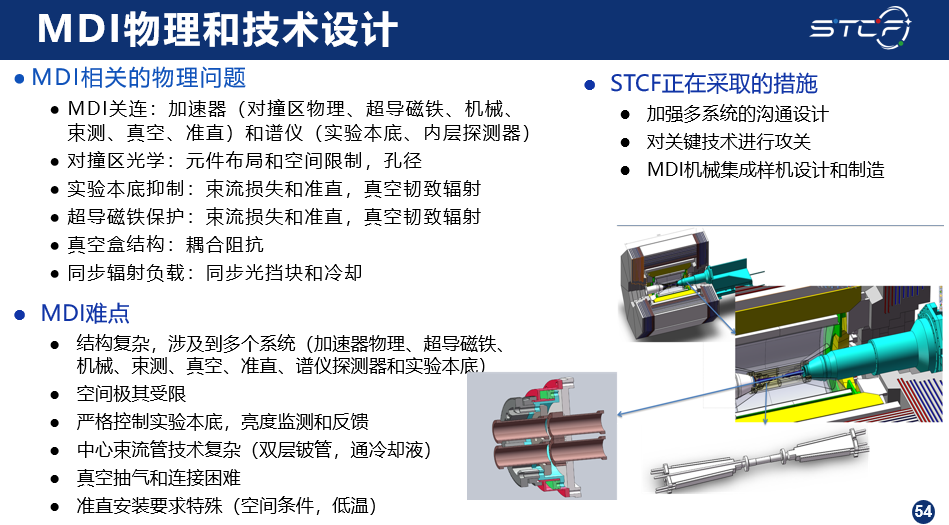 MDI物理和技术设计
STCF
MDI相关的物理问题
MDI关连：加速器（对撞区物理、超导磁铁、机械、
束测、真空、准直）和谱仪（实验本底、内层探测器）
对撞区光学：元件布局和空间限制，孔径
实验本底抑制：束流损失和准直，真空韧致辐射
超导磁铁保护：束流损失和准直，真空韧致辐射
真空盒结构：耦合阻抗
同步辐射负载：同步光挡块和冷却
MDI难点
结构复杂，涉及到多个系统（加速器物理、超导磁铁、
机械、束测、真空、准直、谱仪探测器和实验本底）
空间极其受限
严格控制实验本底，亮度监测和反馈
中心束流管技术复杂（双层铍管，通冷却液）
真空抽气和连接困难
准直安装要求特殊（空间条件，低温）
STCF正在采取的措施
加强多系统的沟通设计
对关键技术进行攻关
MDI机械集成样机设计和制造
54